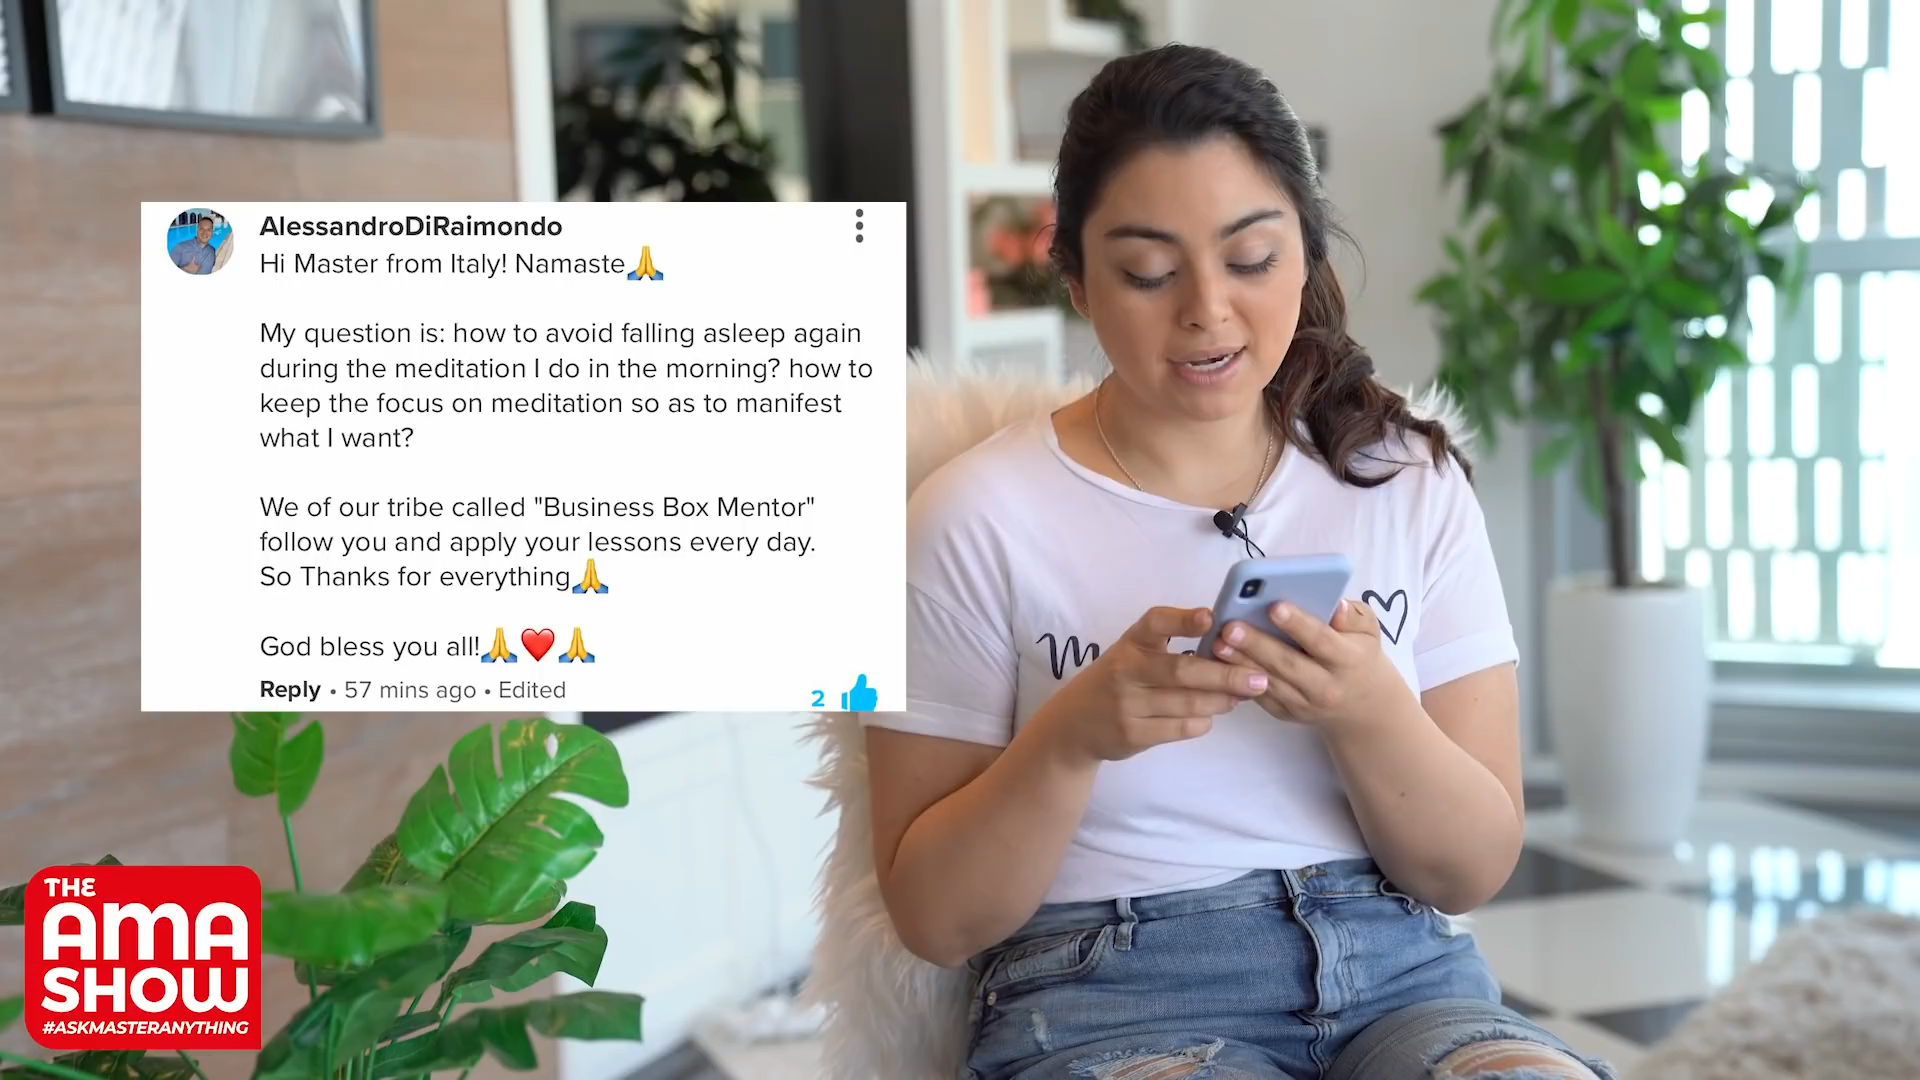 AlessandroDiRaimondo
Hi Master from Italy! Namaste🙏
My question is: how to avoid falling asleep again
during the meditation I do in the morning? how to
keep the focus on meditation so as to manifest
what I want?
We of our tribe called "Business Box Mentor"
follow you and apply your lessons every day.
So Thanks for everything🙏
God bless you all!🙏❤️🙏
Reply • 57 mins ago • Edited
2
THE
AMA
SHOW
#ASKMASTERANYTHING